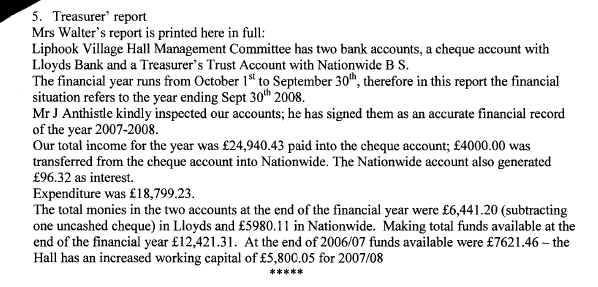 5. Treasurer' report
Mrs Walter's report is printed here in full:
Liphook Village Hall Management Committee has two bank accounts, a cheque account with
Lloyds Bank and a Treasurer's Trust Account with Nationwide B S.
The financial year runs from October 1st to September 30th, therefore in this report the financial
situation refers to the year ending Sept 30th 2008.
Mr J Anthistle kindly inspected our accounts; he has signed them as an accurate financial record
of the year 2007-2008.
Our total income for the year was £24,940.43 paid into the cheque account; £4000.00 was
transferred from the cheque account into Nationwide. The Nationwide account also generated
£96.32 as interest.
Expenditure was £18,799.23.
The total monies in the two accounts at the end of the financial year were £6,441.20 (subtracting
one uncashed cheque) in Lloyds and £5980.11 in Nationwide. Making total funds available at the
end of the financial year £12,421.31. At the end of 2006/07 funds available were £7621.46 – the
Hall has an increased working capital of £5,800.05 for 2007/08
*****